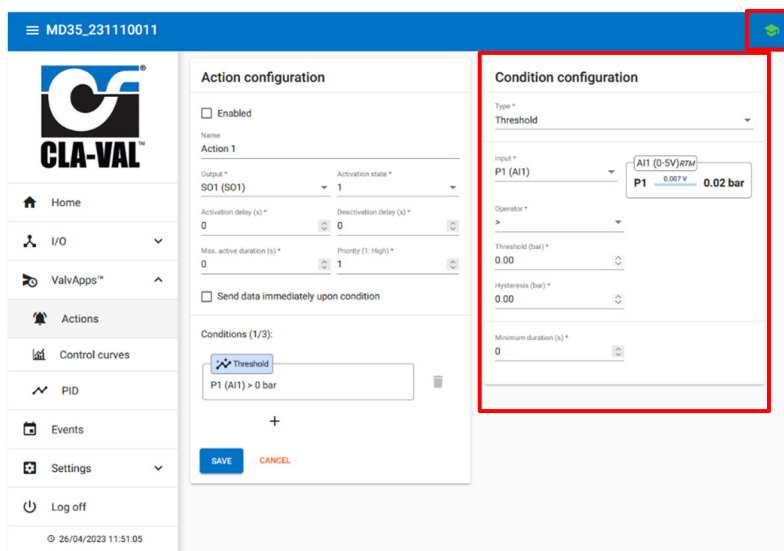 MD35_231110011
CLA-VAL™
Home
I/O
ValvApps™
Actions
Control curves
PID
Events
Settings
Log off
26/04/2023 11:51:05
Action configuration
Enabled
Name
Action 1
Output * Activation state *
SO1 (SO1) 1
Activation delay (s) * Deactivation delay (s) *
0 0
Max. active duration (s) * Priority (1: High) *
0 1
Send data immediately upon condition
Conditions (1/3):
Threshold
P1 (AI1) > 0 bar
+
SAVE CANCEL
Condition configuration
Type *
Threshold
Input *
P1 (AI1)
AI1 (0-5V)RTM
P1 0.007 V 0.02 bar
Operator *
>
Threshold (bar) *
0.00
Hysteresis (bar) *
0.00
Minimum duration (s) *
0